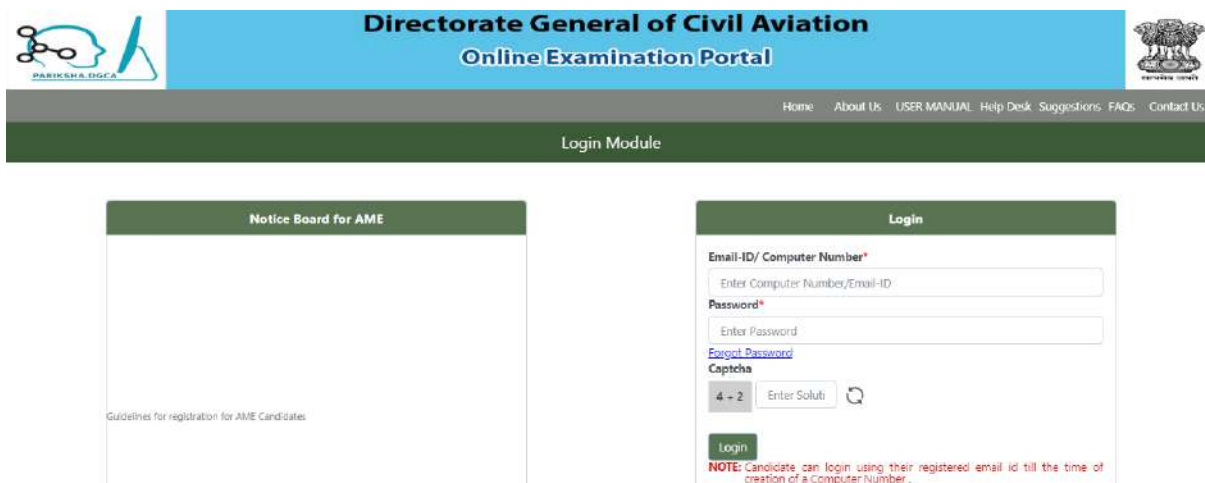 Directorate General of Civil Aviation
Online Examination Portal
PARIKSHA.DGCA
सत्यमेव जयते
Home About Us USER MANUAL Help Desk Suggestions FAQs Contact Us
Login Module
Notice Board for AME
Guidelines for registration for AME Candidates
Login
Email-ID/ Computer Number*
Enter Computer Number/Email-ID
Password*
Enter Password
Forgot Password
Captcha
4 + 2 Enter Soluti
Login
NOTE: Candidate can login using their registered email id till the time of
creation of a Computer Number .